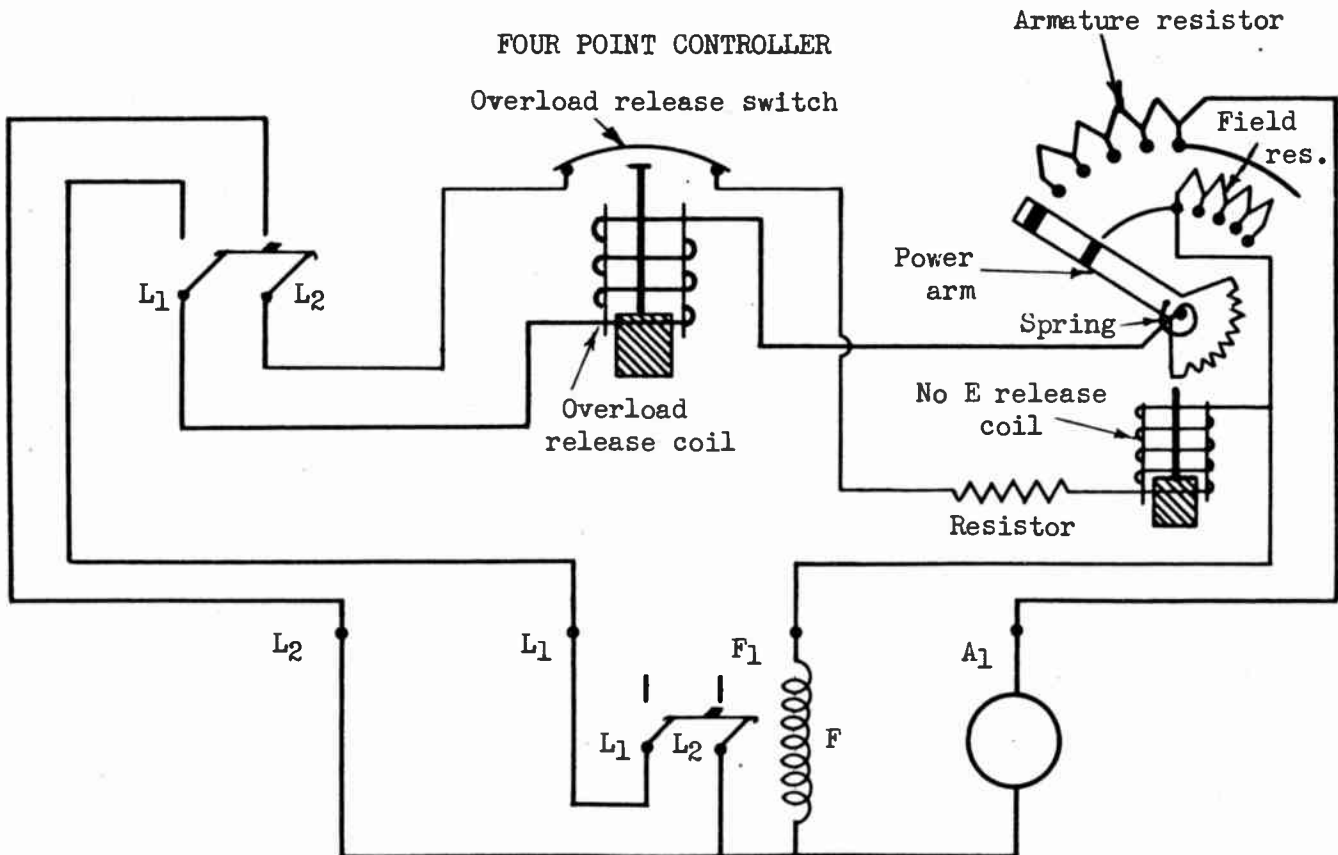 FOUR POINT CONTROLLER
Armature resistor
Overload release switch
Field
res.
L1
L2
Power
arm
Spring
Overload
release coil
No E release
coil
Resistor
L2
L1
F1
A1
L1
L2
F